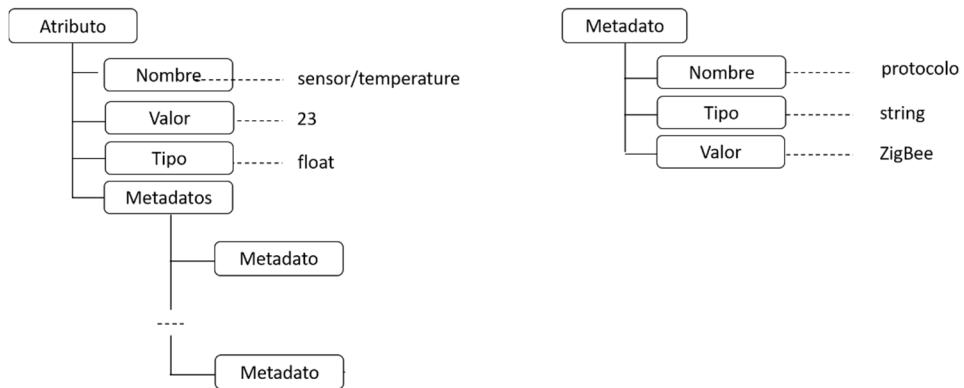 Atributo
Nombre
sensor/temperature
Valor
23
Tipo
float
Metadatos
Metadato
Metadato
Metadato
Nombre
protocolo
Tipo
string
Valor
ZigBee